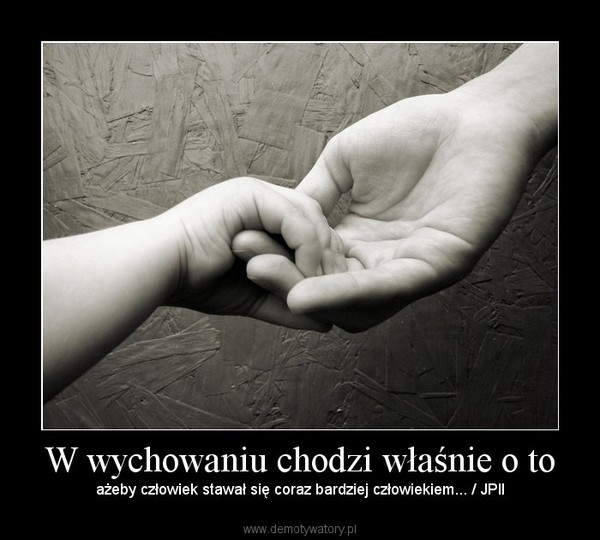 W wychowaniu chodzi właśnie o to
ażeby człowiek stawał się coraz bardziej człowiekiem... / JPII
www.demotywatory.pl